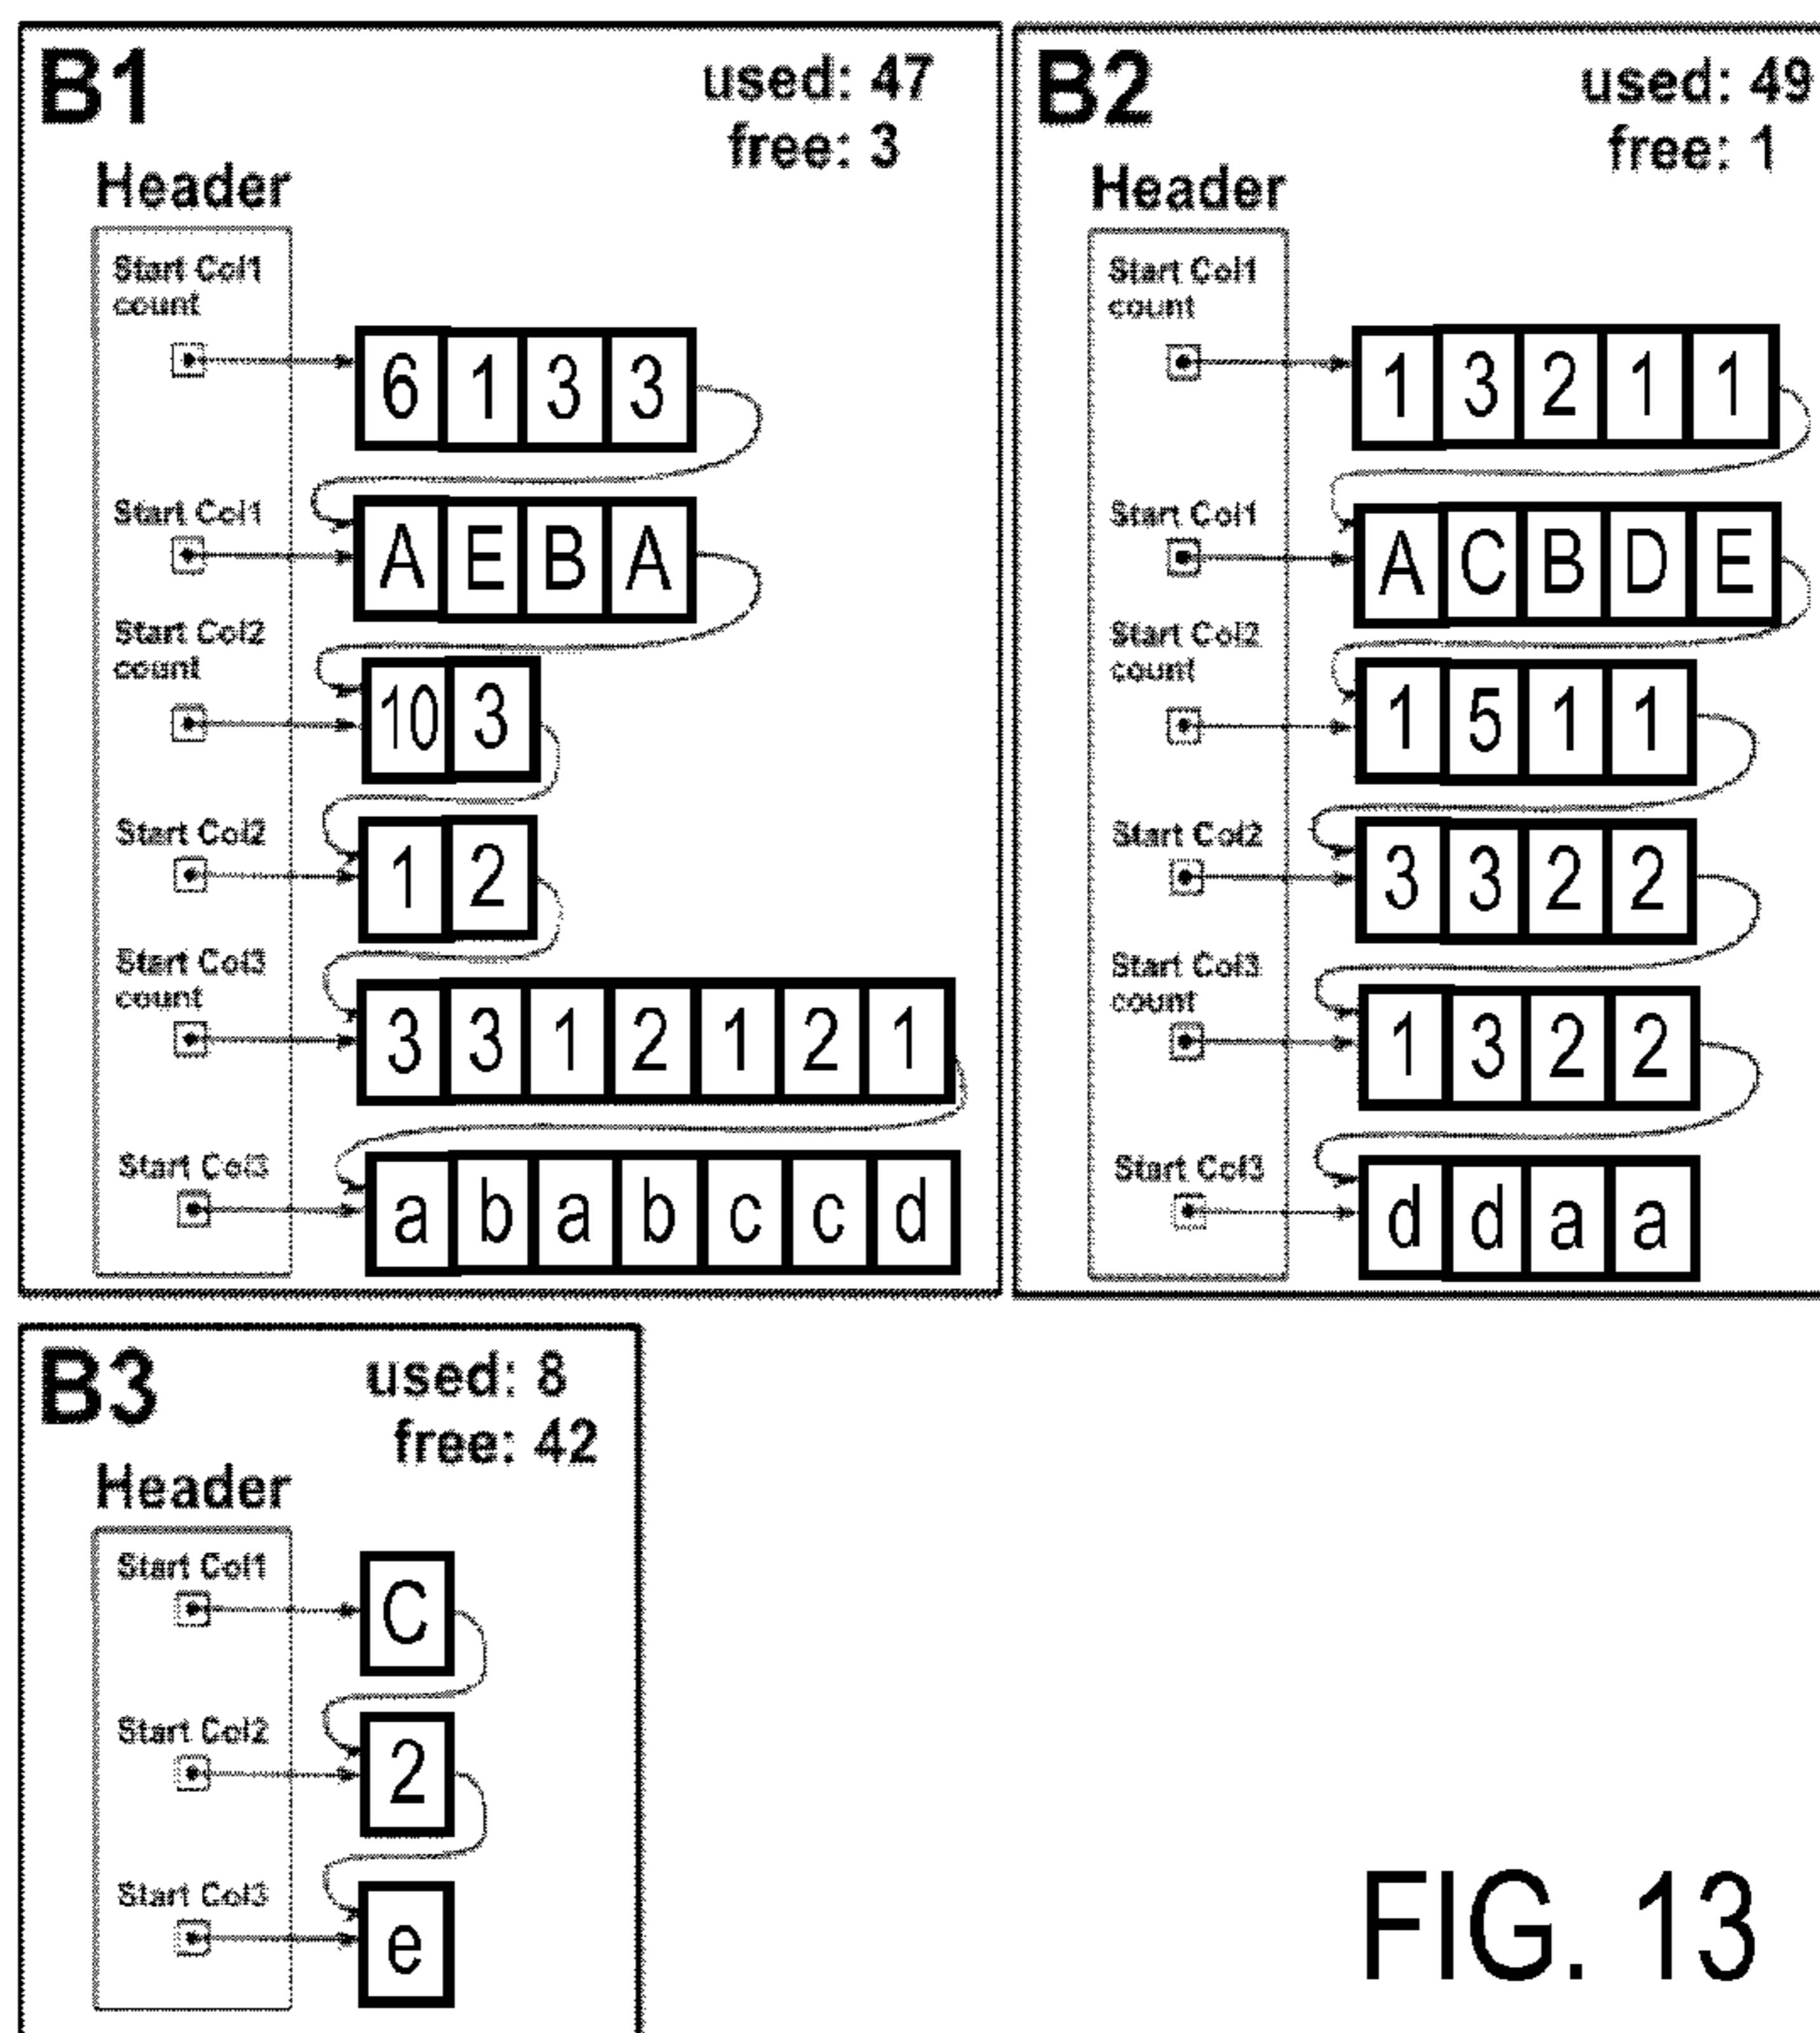 B1
used: 47
free: 3
Header
Start Col1
count
6 1 3 3
Start Col1
A E B A
Start Col2
count
10 3
Start Col2
1 2
Start Col3
count
3 3 1 2 1 2 1
Start Col3
a b a b c c d
B2
used: 49
free: 1
Header
Start Col1
count
1 3 2 1 1
Start Col1
A C B D E
Start Col2
count
1 5 1 1
Start Col2
3 3 2 2
Start Col3
count
1 3 2 2
Start Col3
d d a a
B3
used: 8
free: 42
Header
Start Col1
C
Start Col2
2
Start Col3
e
FIG. 13